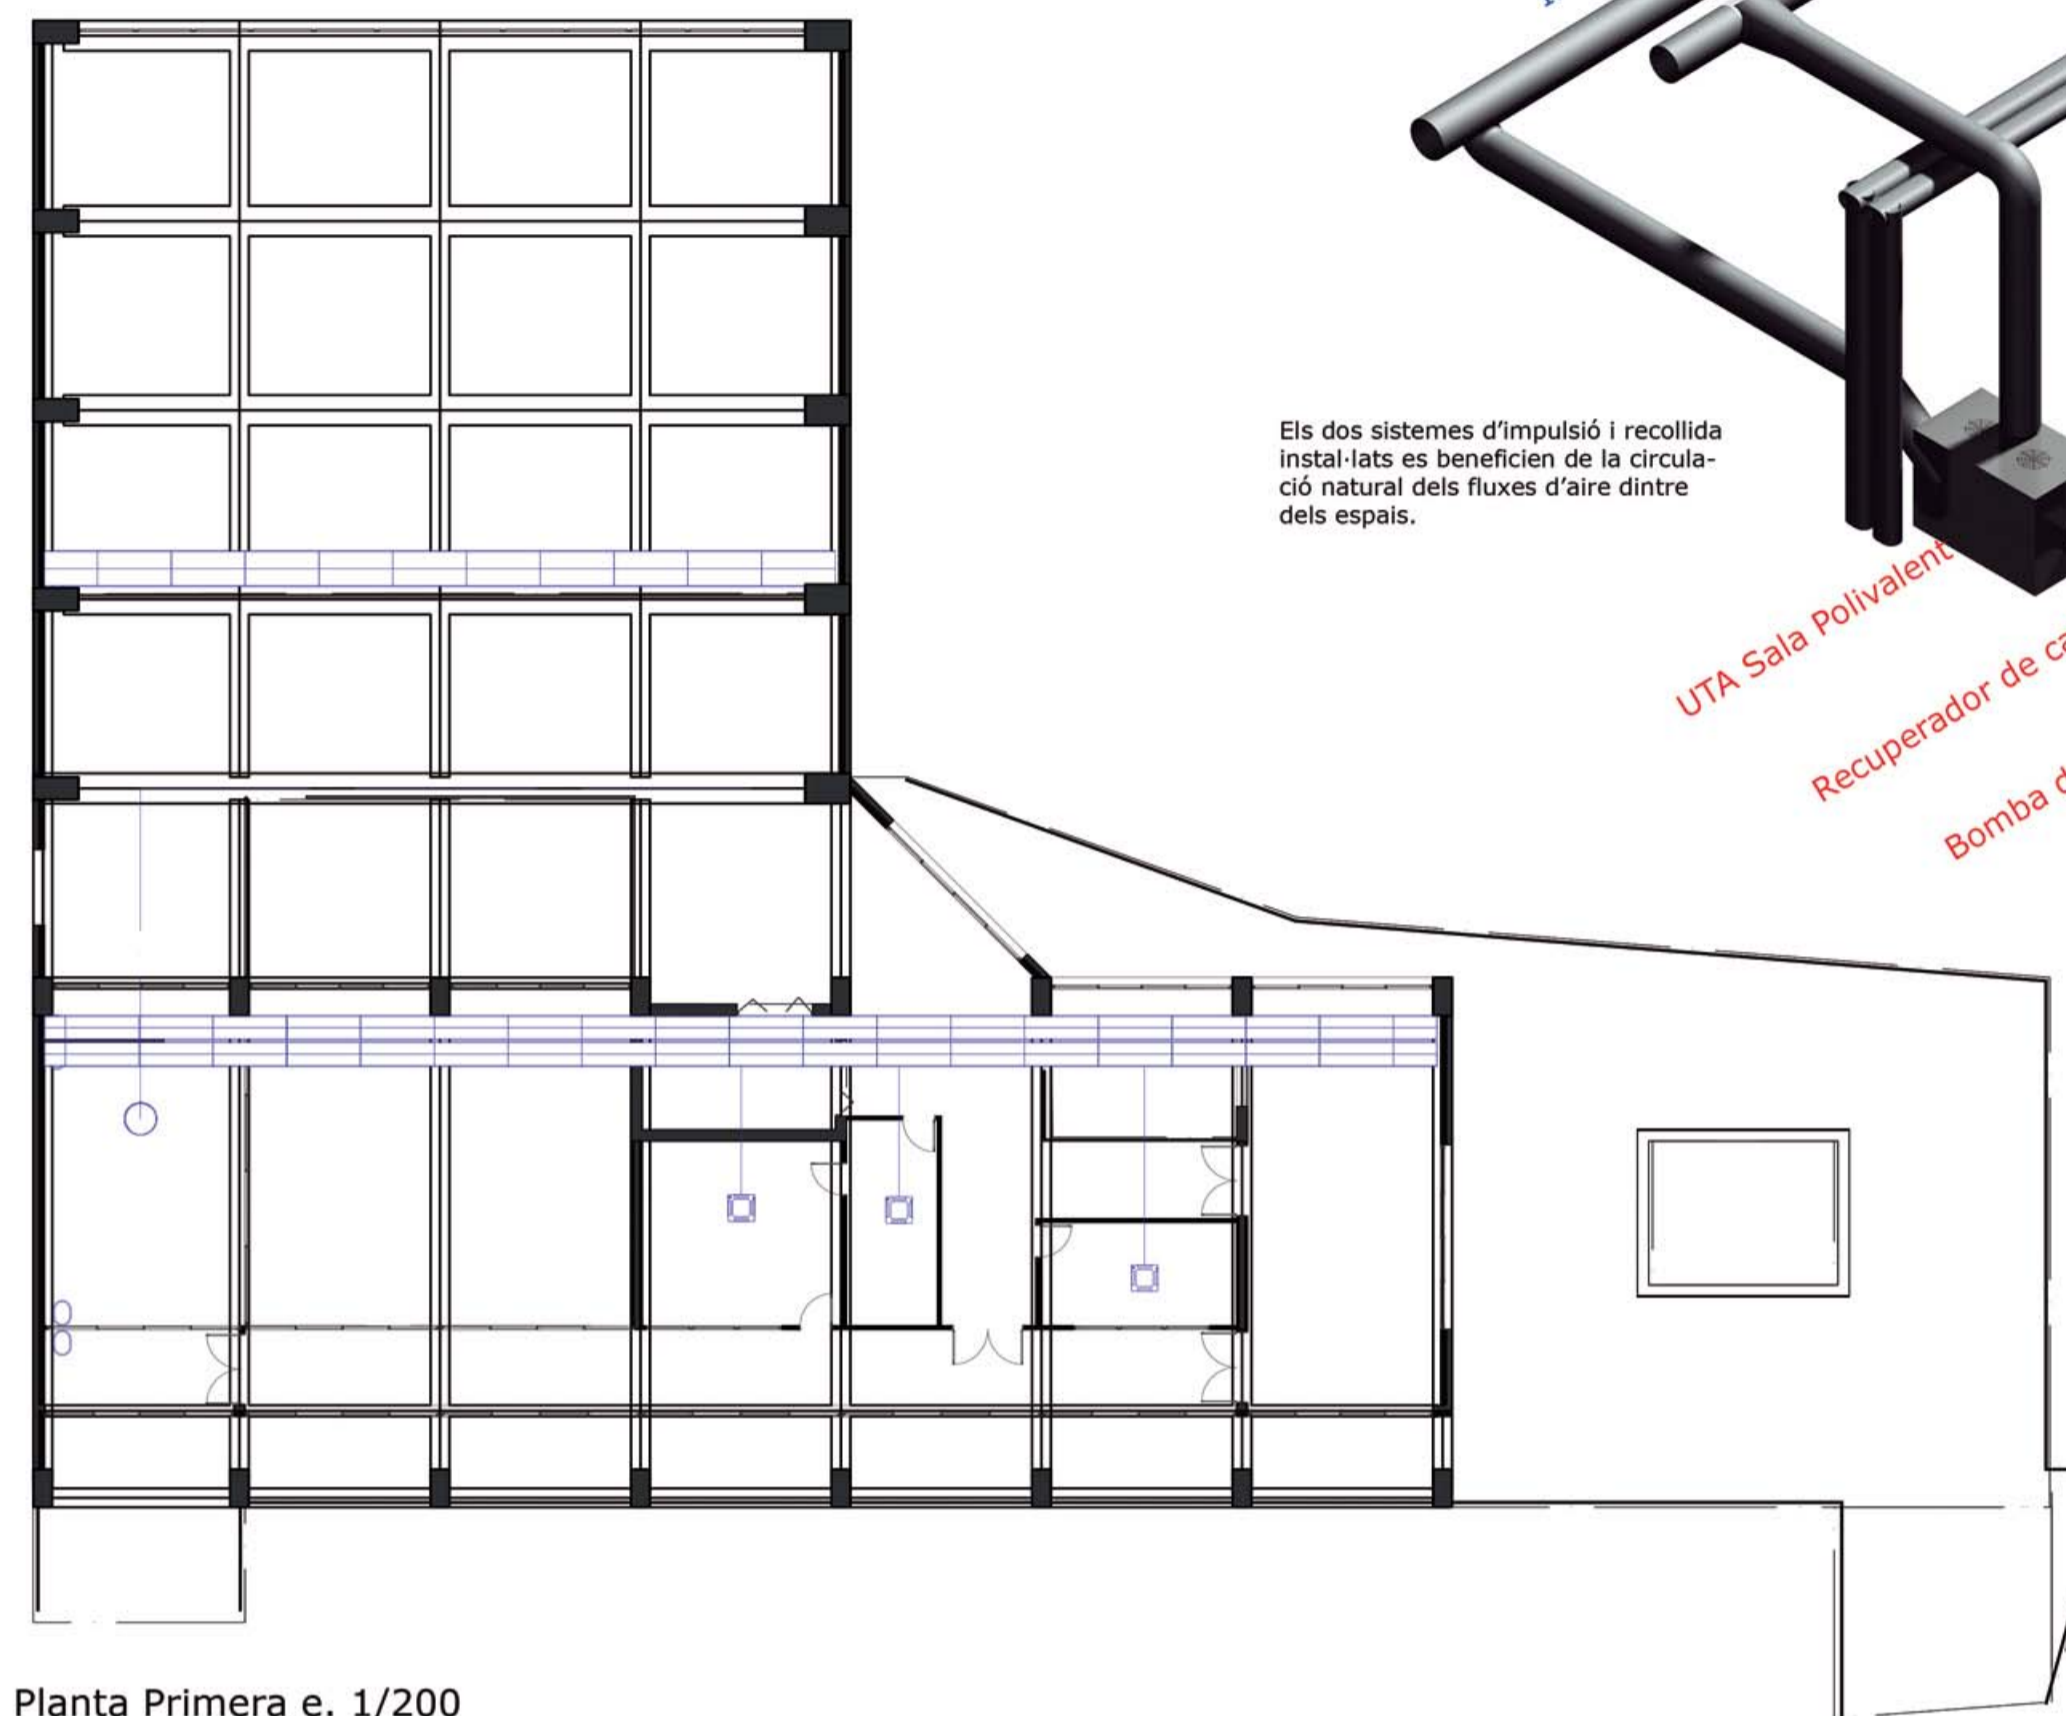 Els dos sistemes d'impulsió i recollida
instal·lats es beneficien de la circula-
ció natural dels fluxes d'aire dintre
dels espais.
UTA Sala Polivalent
Recuperador de
Bomba
Planta Primera e. 1/200